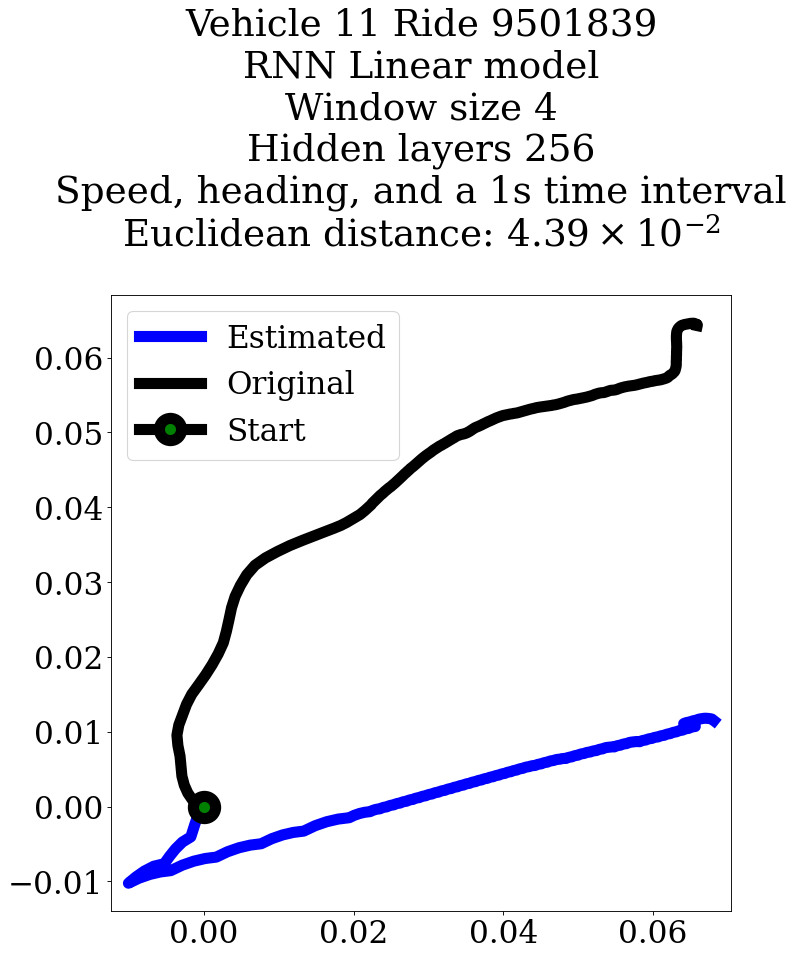 Vehicle 11 Ride 9501839
RNN Linear model
Window size 4
Hidden layers 256
Speed, heading, and a 1s time interval
Euclidean distance: 4.39 × 10⁻²
Estimated
Original
Start
0.06
0.05
0.04
0.03
0.02
0.01
0.00
−0.01
0.00 0.02 0.04 0.06